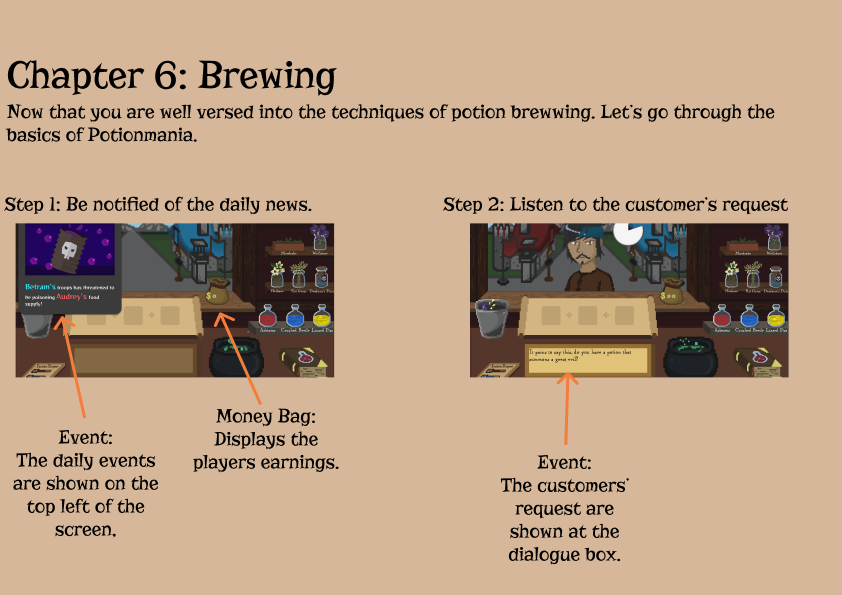 Chapter 6: Brewing
Now that you are well versed into the techniques of potion brewwing. Let's go through the
basics of Potionmania.
Step 1: Be notified of the daily news.
Step 2: Listen to the customer's request
Betram's troops has threatened to
be poisoning Audrey's food
supply!
$0
It pains to say this, do you have a potion that
summons a great evil?
Event:
The daily events
are shown on the
top left of the
screen.
Money Bag:
Displays the
players earnings.
Event:
The customers'
request are
shown at the
dialogue box.